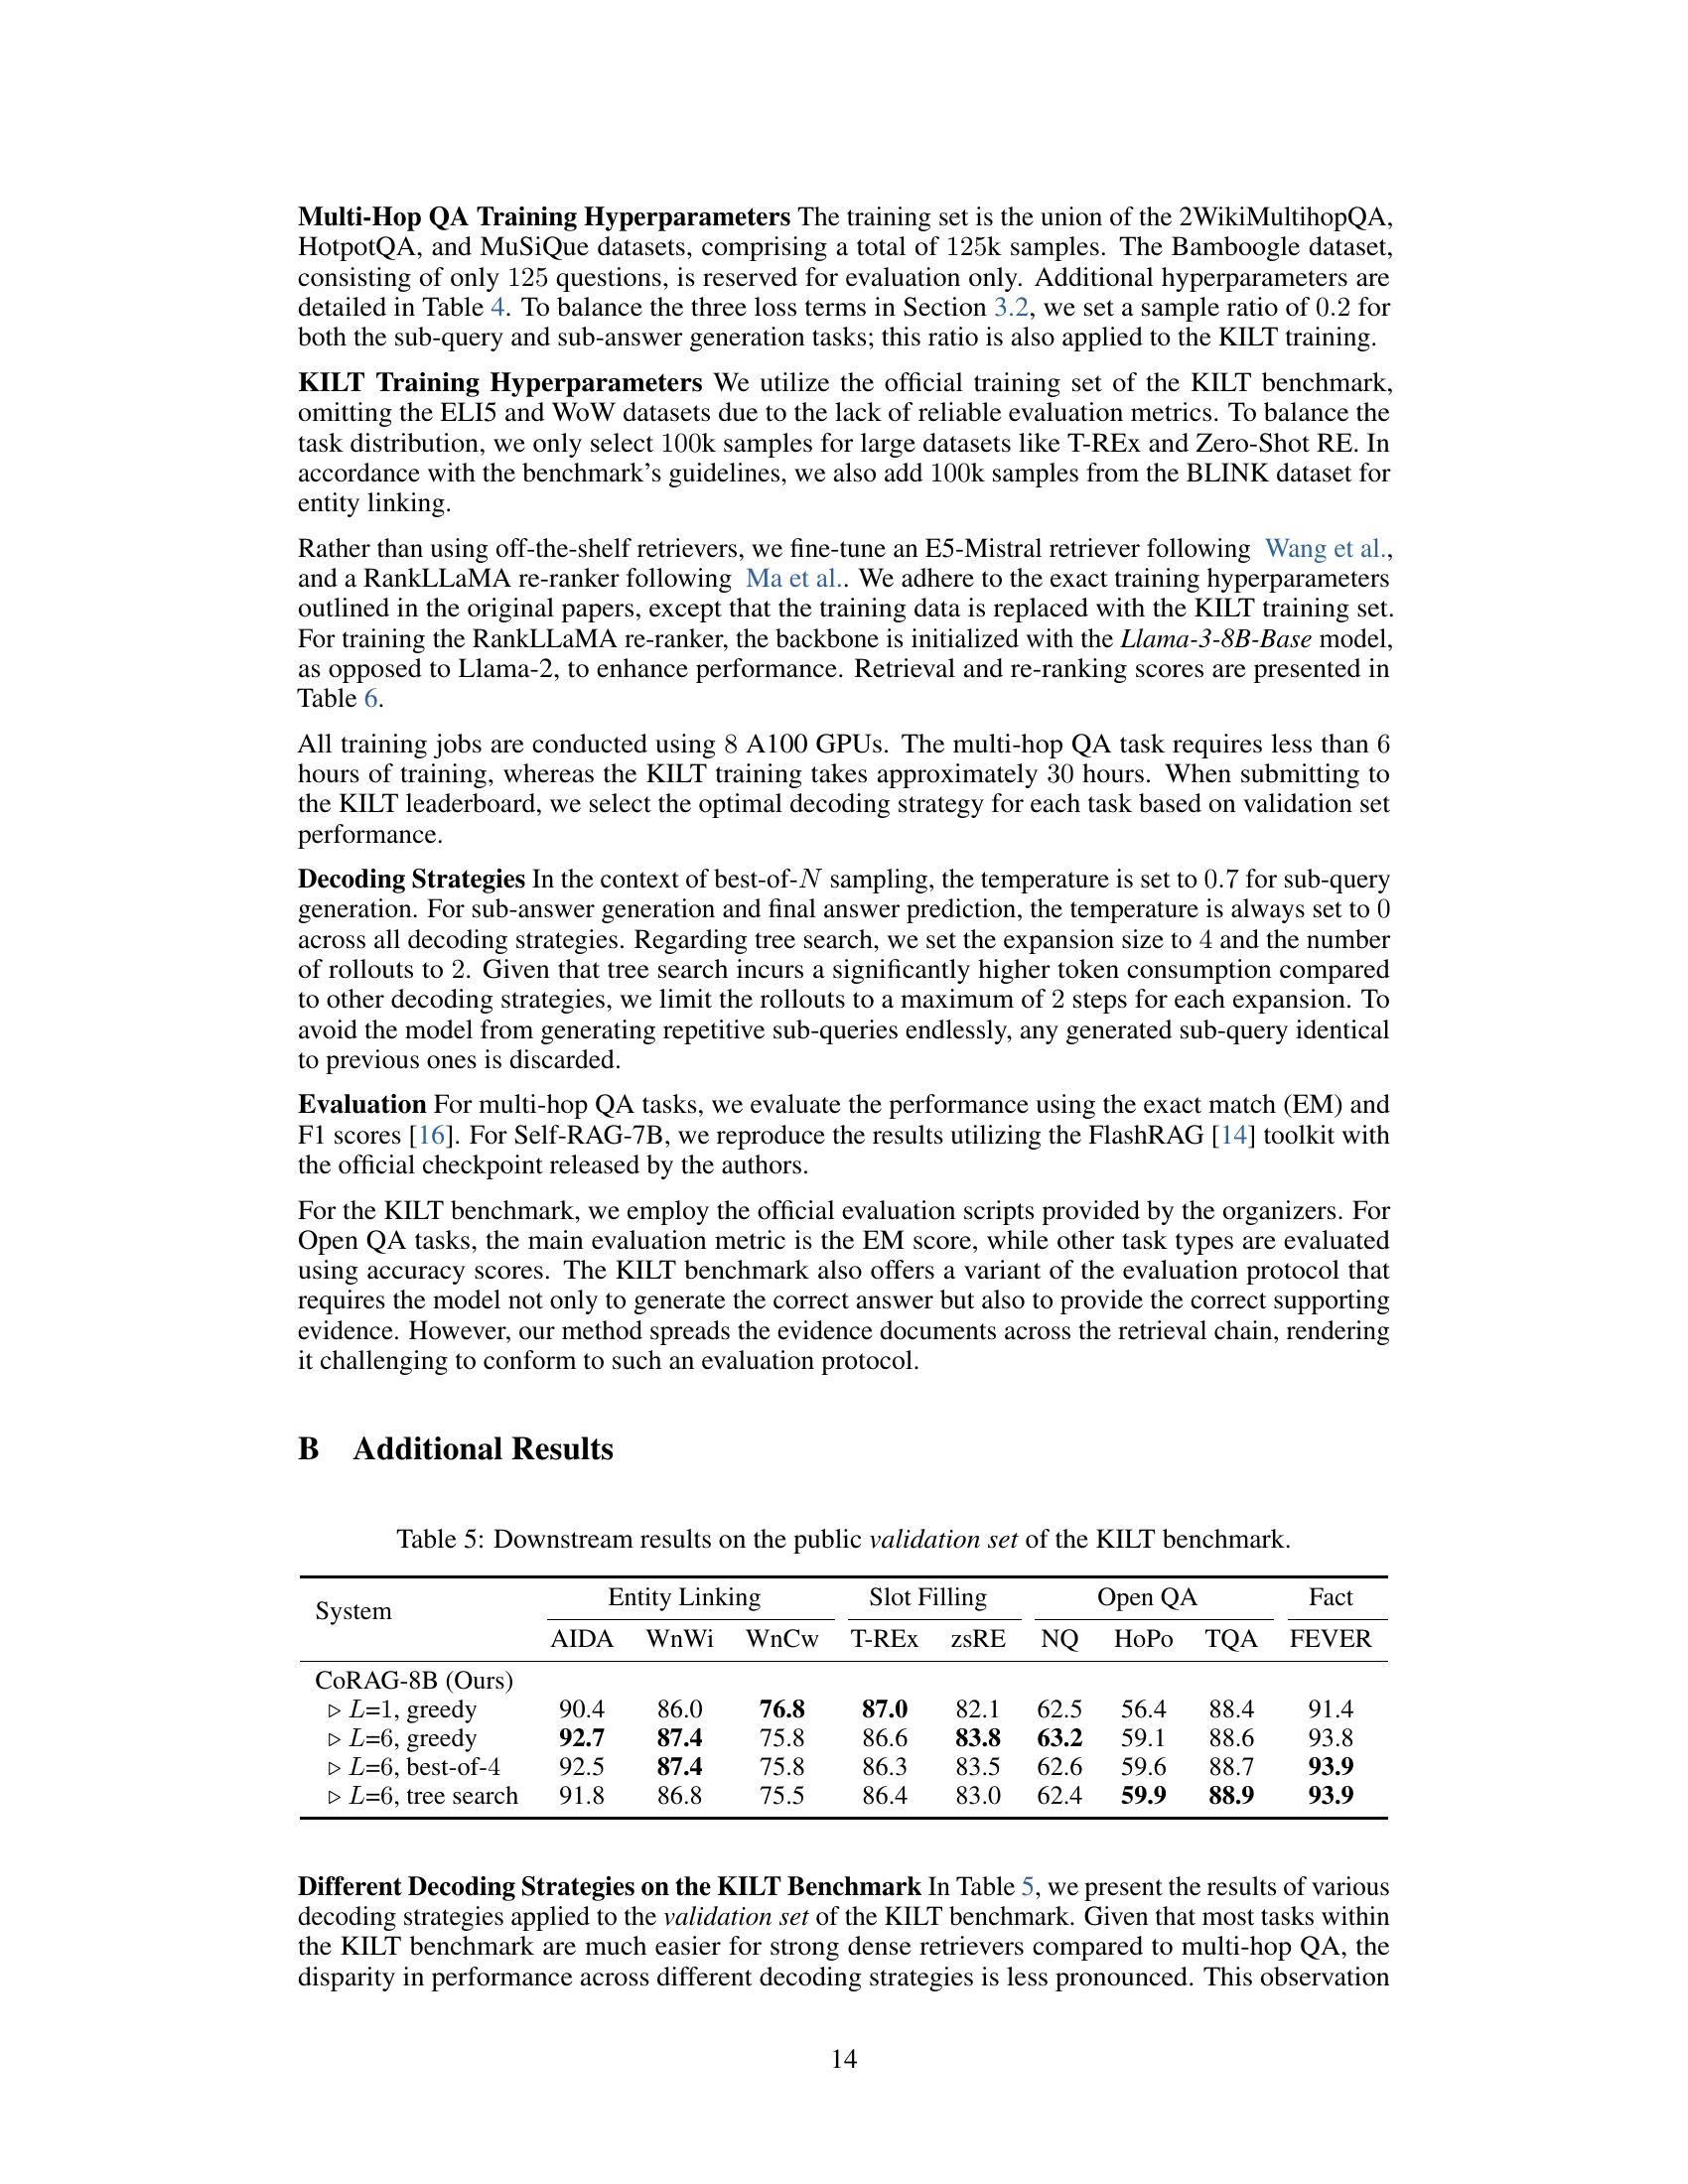 Multi-Hop QA Training Hyperparameters The training set is the union of the 2WikiMultihopQA,
HotpotQA, and MuSiQue datasets, comprising a total of 125k samples. The Bamboogle dataset,
consisting of only 125 questions, is reserved for evaluation only. Additional hyperparameters are
detailed in Table 4. To balance the three loss terms in Section 3.2, we set a sample ratio of 0.2 for
both the sub-query and sub-answer generation tasks; this ratio is also applied to the KILT training.
KILT Training Hyperparameters We utilize the official training set of the KILT benchmark,
omitting the ELI5 and WoW datasets due to the lack of reliable evaluation metrics. To balance the
task distribution, we only select 100k samples for large datasets like T-REx and Zero-Shot RE. In
accordance with the benchmark's guidelines, we also add 100k samples from the BLINK dataset for
entity linking.
Rather than using off-the-shelf retrievers, we fine-tune an E5-Mistral retriever following Wang et al.,
and a RankLLaMA re-ranker following Ma et al.. We adhere to the exact training hyperparameters
outlined in the original papers, except that the training data is replaced with the KILT training set.
For training the RankLLaMA re-ranker, the backbone is initialized with the Llama-3-8B-Base model,
as opposed to Llama-2, to enhance performance. Retrieval and re-ranking scores are presented in
Table 6.
All training jobs are conducted using 8 A100 GPUs. The multi-hop QA task requires less than 6
hours of training, whereas the KILT training takes approximately 30 hours. When submitting to
the KILT leaderboard, we select the optimal decoding strategy for each task based on validation set
performance.
Decoding Strategies In the context of best-of-N sampling, the temperature is set to 0.7 for sub-query
generation. For sub-answer generation and final answer prediction, the temperature is always set to 0
across all decoding strategies. Regarding tree search, we set the expansion size to 4 and the number
of rollouts to 2. Given that tree search incurs a significantly higher token consumption compared
to other decoding strategies, we limit the rollouts to a maximum of 2 steps for each expansion. To
avoid the model from generating repetitive sub-queries endlessly, any generated sub-query identical
to previous ones is discarded.
Evaluation For multi-hop QA tasks, we evaluate the performance using the exact match (EM) and
F1 scores [16]. For Self-RAG-7B, we reproduce the results utilizing the FlashRAG [14] toolkit with
the official checkpoint released by the authors.
For the KILT benchmark, we employ the official evaluation scripts provided by the organizers. For
Open QA tasks, the main evaluation metric is the EM score, while other task types are evaluated
using accuracy scores. The KILT benchmark also offers a variant of the evaluation protocol that
requires the model not only to generate the correct answer but also to provide the correct supporting
evidence. However, our method spreads the evidence documents across the retrieval chain, rendering
it challenging to conform to such an evaluation protocol.
B Additional Results
Table 5: Downstream results on the public validation set of the KILT benchmark.
System Entity Linking Slot Filling Open QA Fact
AIDA WnWi WnCw T-REx zsRE NQ HoPo TQA FEVER
CoRAG-8B (Ours)
▷ L=1, greedy 90.4 86.0 76.8 87.0 82.1 62.5 56.4 88.4 91.4
▷ L=6, greedy 92.7 87.4 75.8 86.6 83.8 63.2 59.1 88.6 93.8
▷ L=6, best-of-4 92.5 87.4 75.8 86.3 83.5 62.6 59.6 88.7 93.9
▷ L=6, tree search 91.8 86.8 75.5 86.4 83.0 62.4 59.9 88.9 93.9
Different Decoding Strategies on the KILT Benchmark In Table 5, we present the results of various
decoding strategies applied to the validation set of the KILT benchmark. Given that most tasks within
the KILT benchmark are much easier for strong dense retrievers compared to multi-hop QA, the
disparity in performance across different decoding strategies is less pronounced. This observation
14